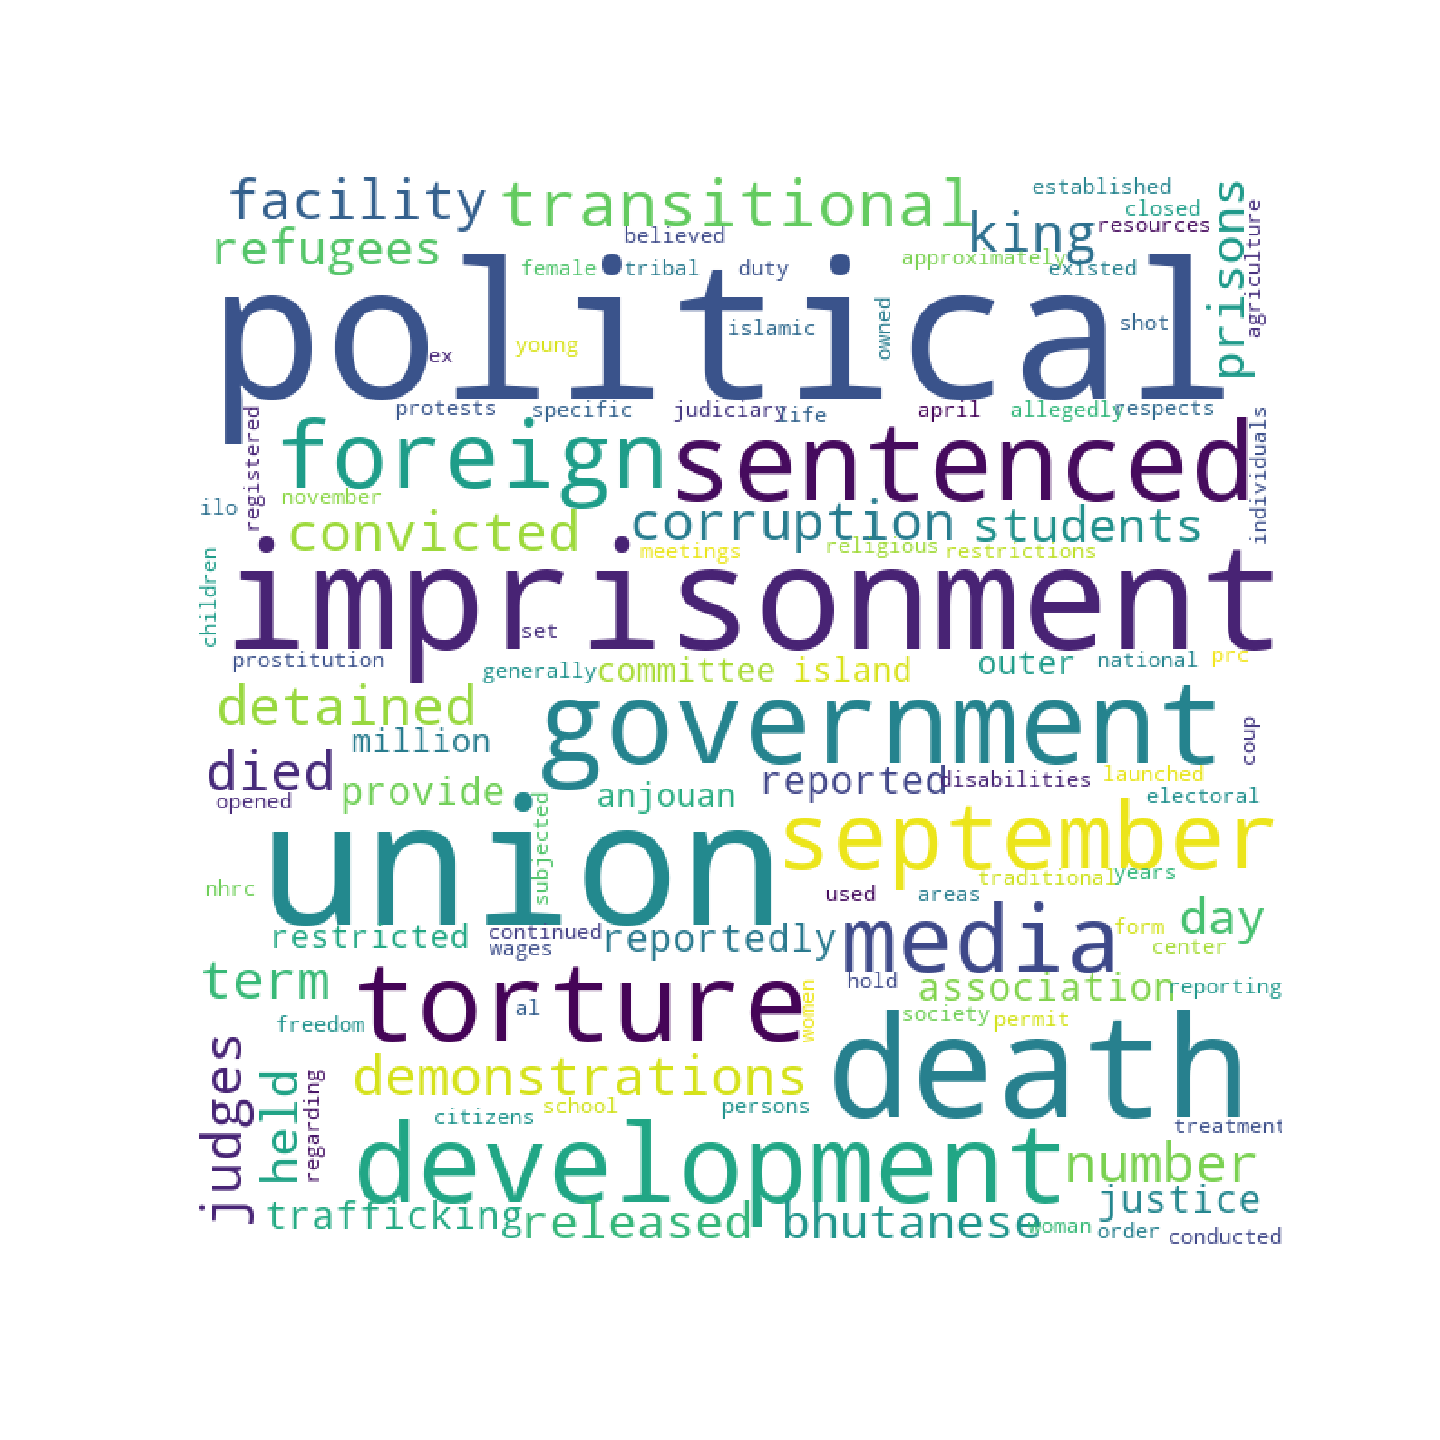 facility transitional established
closed
king resources
refugees believed prisons agriculture
female tribal duty approximately existed
political
islamic owned shot
ex young
protests specific judiciary life april allegedly respects
registered foreign sentenced individuals
november
ilo convicted corruption students
meetings religious restrictions
children imprisonment
set
prostitution generally committee island outer national prc
detained government
million coup
died reported disabilities launched
opened provide anjouan electoral
subjected september
union traditional years
nhrc used areas
restricted continued reportedly media form day
wages center
term torture hold association reporting
al women society permit
freedom
judges held regarding demonstrations death
citizens school persons
development treatment
number
justice
trafficking released bhutanese woman order conducted